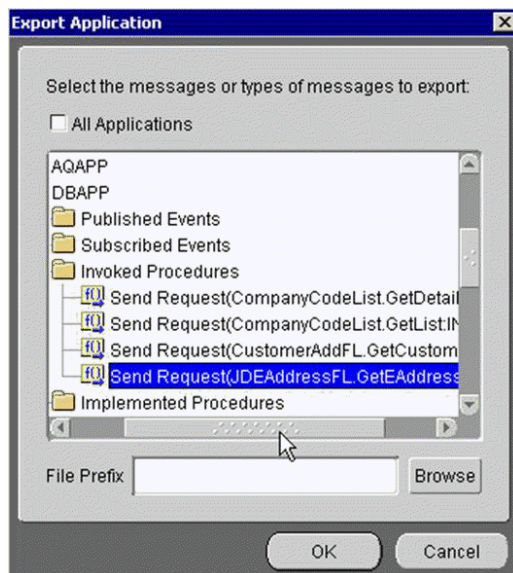 Export Application
Select the messages or types of messages to export:
All Applications
AQAPP
DBAPP
Published Events
Subscribed Events
Invoked Procedures
f() Send Request(CompanyCodeList.GetDetail
f() Send Request(CompanyCodeList.GetList:IN
f() Send Request(CustomerAddFL.GetCustom
f() Send Request(JDEAddressFL.GetEAddress
Implemented Procedures
File Prefix
Browse
OK
Cancel